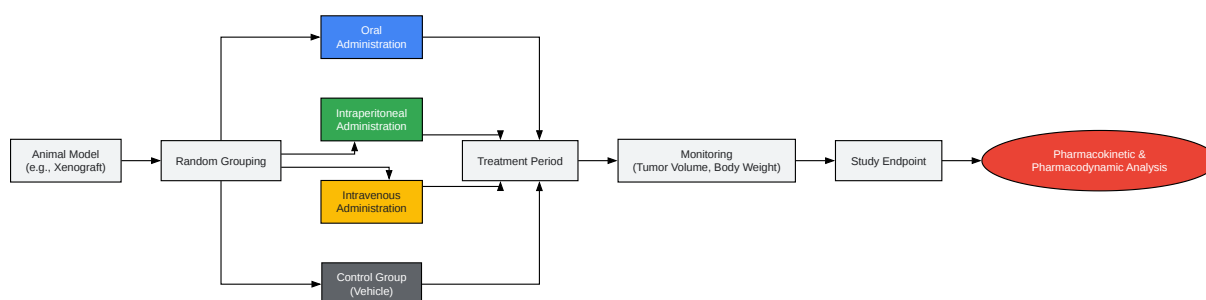 Animal Model
(e.g., Xenograft)
Random Grouping
Oral
Administration
Intraperitoneal
Administration
Intravenous
Administration
Control Group
(Vehicle)
Treatment Period
Monitoring
(Tumor Volume, Body Weight)
Study Endpoint
Pharmacokinetic &
Pharmacodynamic Analysis